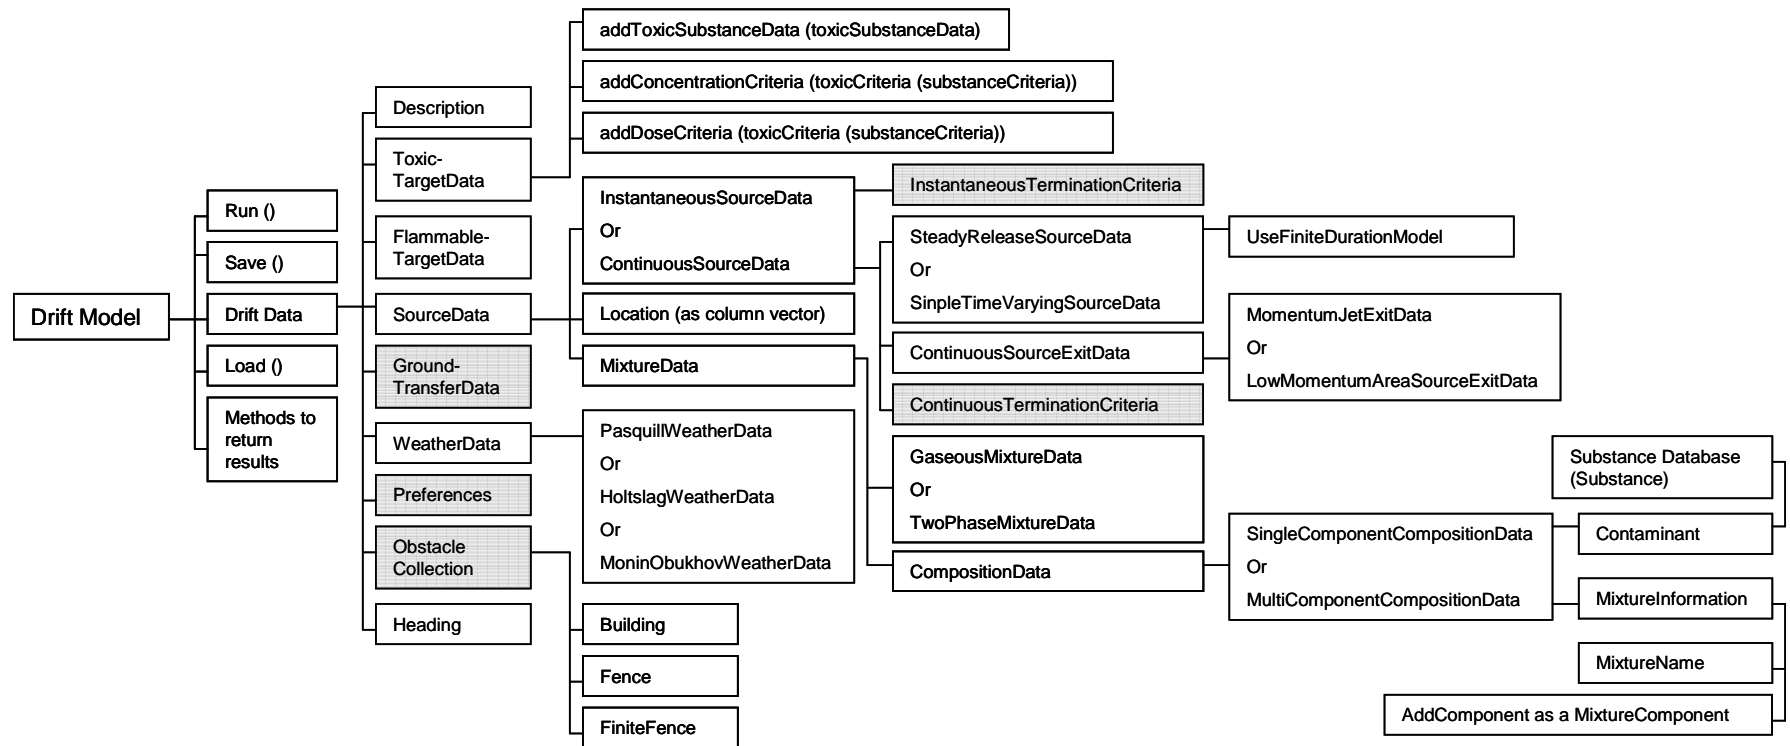 Drift Model
Run ()
Save ()
Drift Data
Load ()
Methods to
return
results
Description
Toxic-
TargetData
Flammable-
TargetData
SourceData
Ground-
TransferData
WeatherData
Preferences
Obstacle
Collection
Heading
addToxicSubstanceData (toxicSubstanceData)
addConcentrationCriteria (toxicCriteria (substanceCriteria))
addDoseCriteria (toxicCriteria (substanceCriteria))
InstantaneousSourceData
Or
ContinuousSourceData
Location (as column vector)
MixtureData
PasquillWeatherData
Or
HoltslagWeatherData
Or
MoninObukhovWeatherData
Building
Fence
FiniteFence
InstantaneousTerminationCriteria
SteadyReleaseSourceData
Or
SinpleTimeVaryingSourceData
ContinuousSourceExitData
ContinuousTerminationCriteria
GaseousMixtureData
Or
TwoPhaseMixtureData
CompositionData
UseFiniteDurationModel
MomentumJetExitData
Or
LowMomentumAreaSourceExitData
SingleComponentCompositionData
Or
MultiComponentCompositionData
Substance Database
(Substance)
Contaminant
MixtureInformation
MixtureName
AddComponent as a MixtureComponent